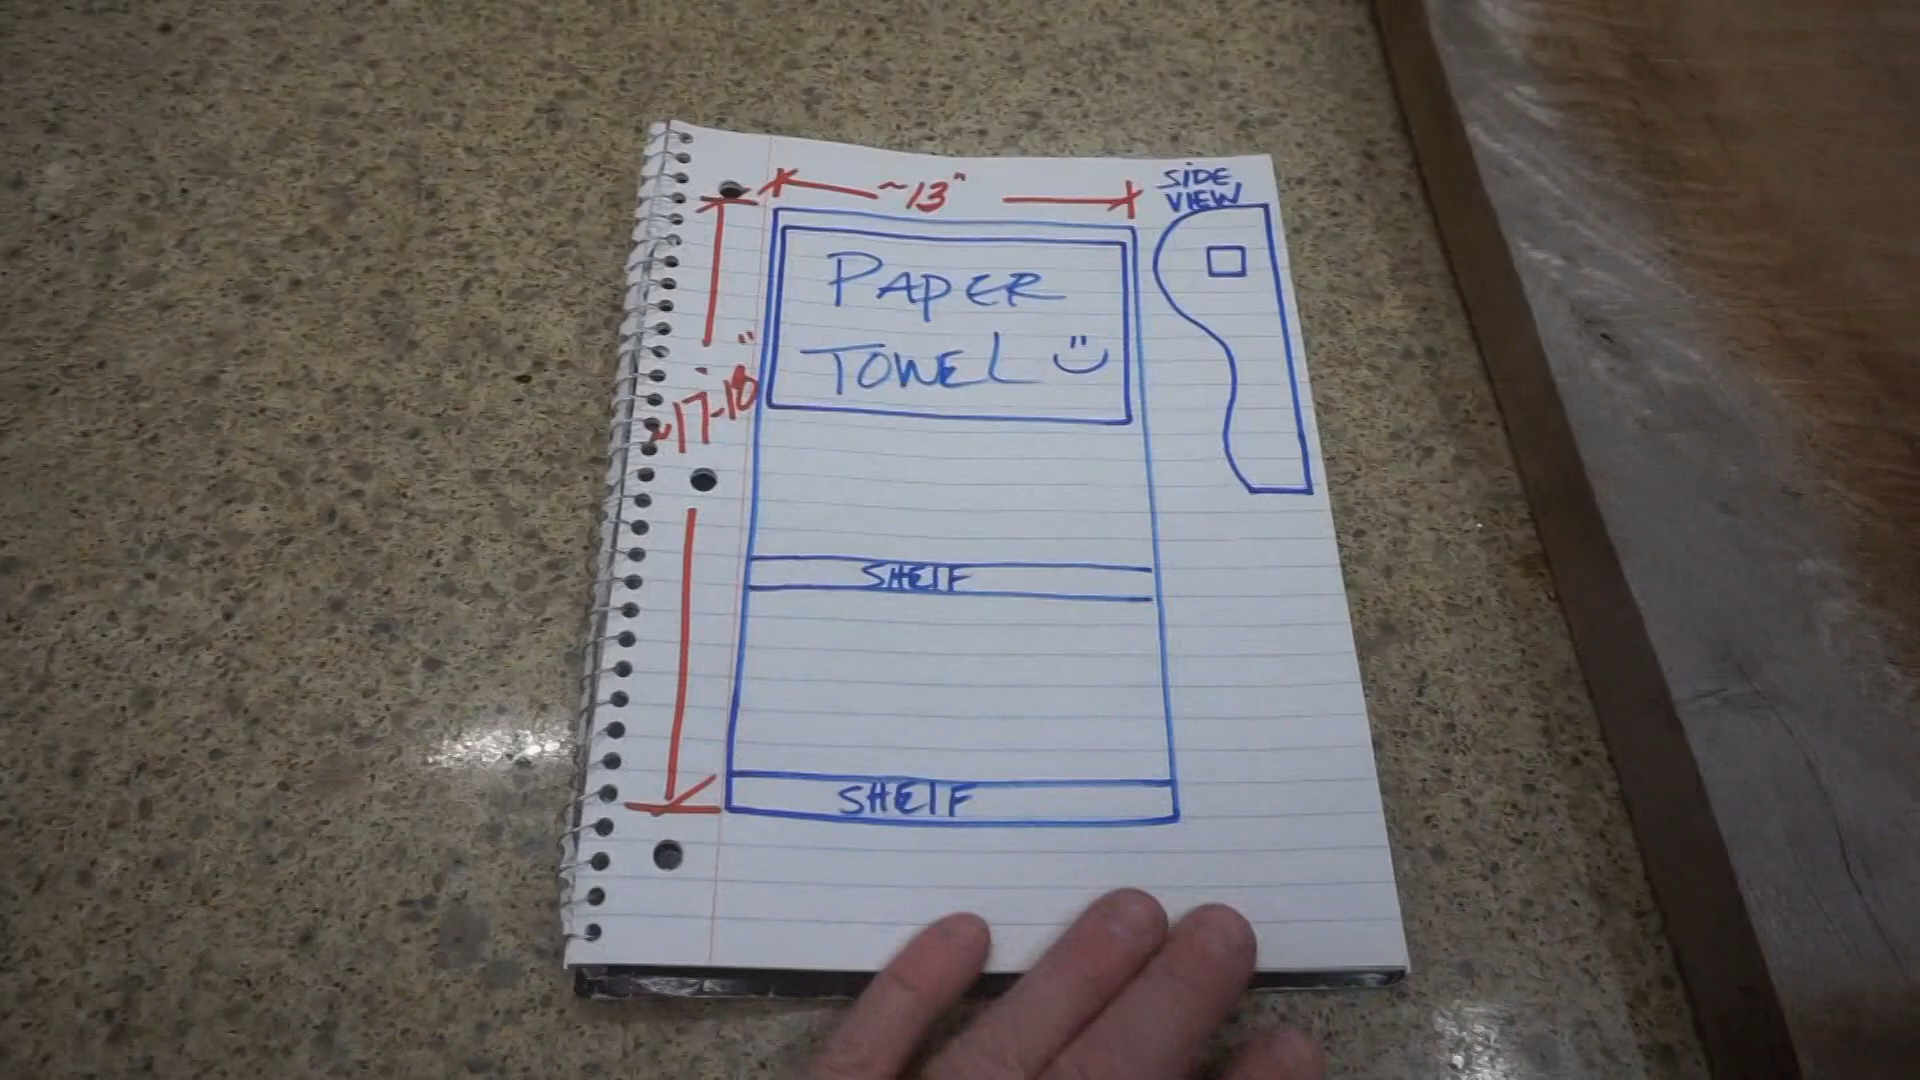 ~13"
SIDE
VIEW
PAPER
TOWEL
~17-18"
SHELF
SHELF